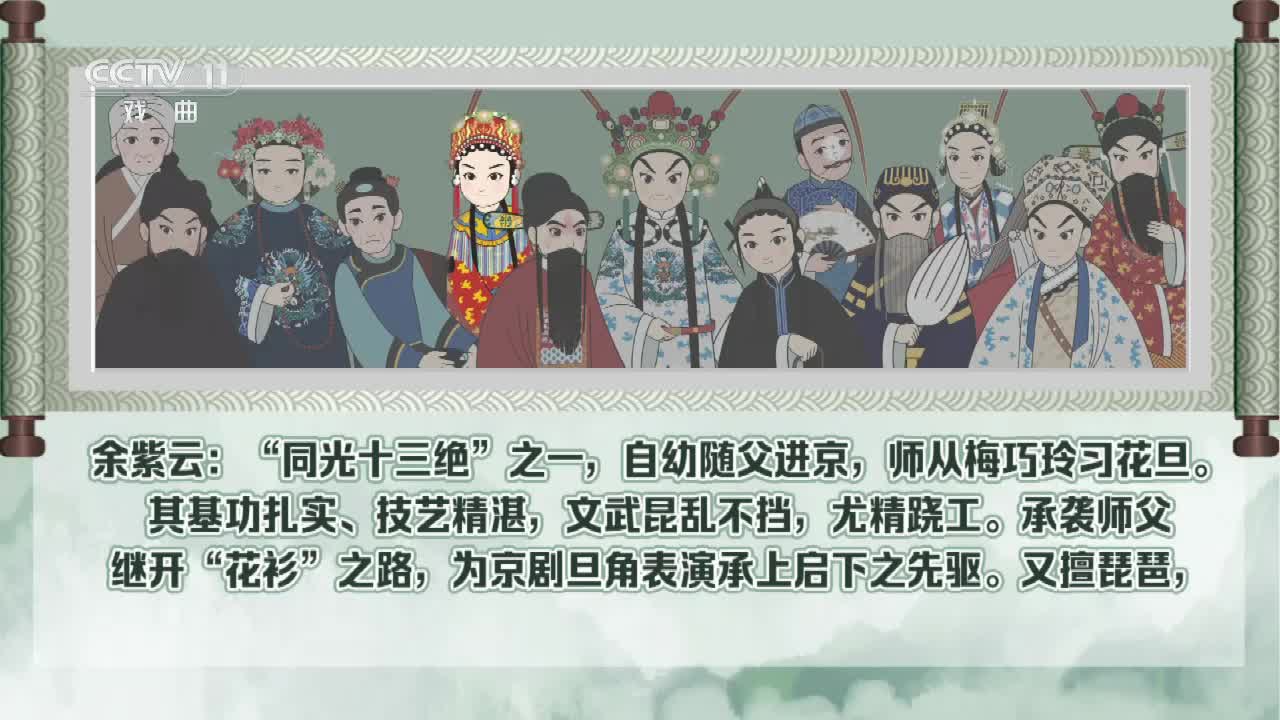 CCTV 11
戏曲
余紫云：“同光十三绝”之一，自幼随父进京，师从梅巧玲习花旦。
其基功扎实、技艺精湛，文武昆乱不挡，尤精跷工。承袭师父
继开“花衫”之路，为京剧旦角表演承上启下之先驱。又擅琵琶，